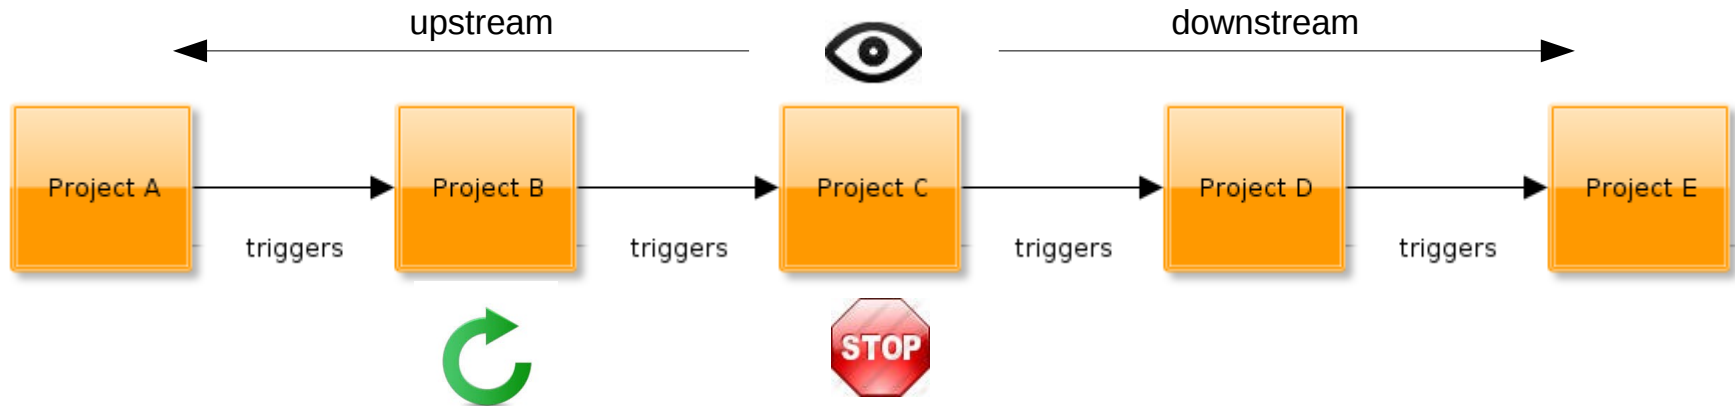 upstream
downstream
Project A
Project B
Project C
Project D
Project E
triggers
triggers
triggers
triggers
STOP